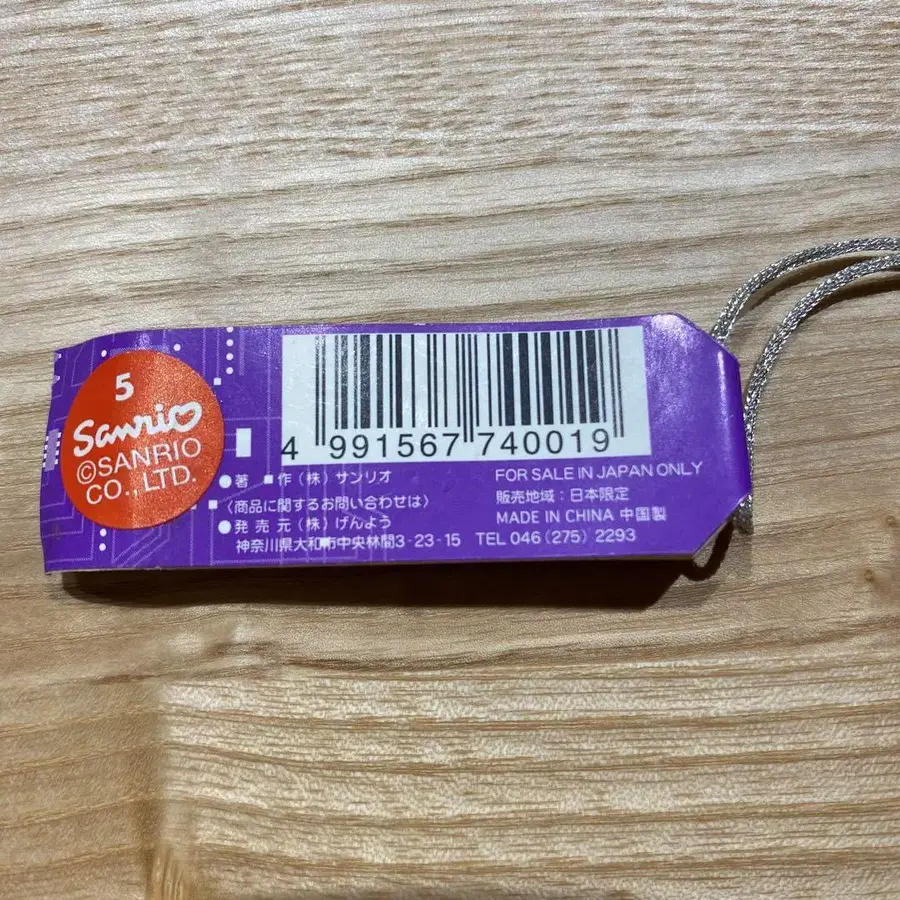 5
Sanrio
©SANRIO
CO., LTD.
4 991567 740019
●著 作(株)サンリオ
〈商品に関するお問い合わせは〉
●発 売 元(株)げんよう
神奈川県大和市中央林間3-23-15 TEL 046(275)2293
FOR SALE IN JAPAN ONLY
販売地域:日本限定
MADE IN CHINA 中国製